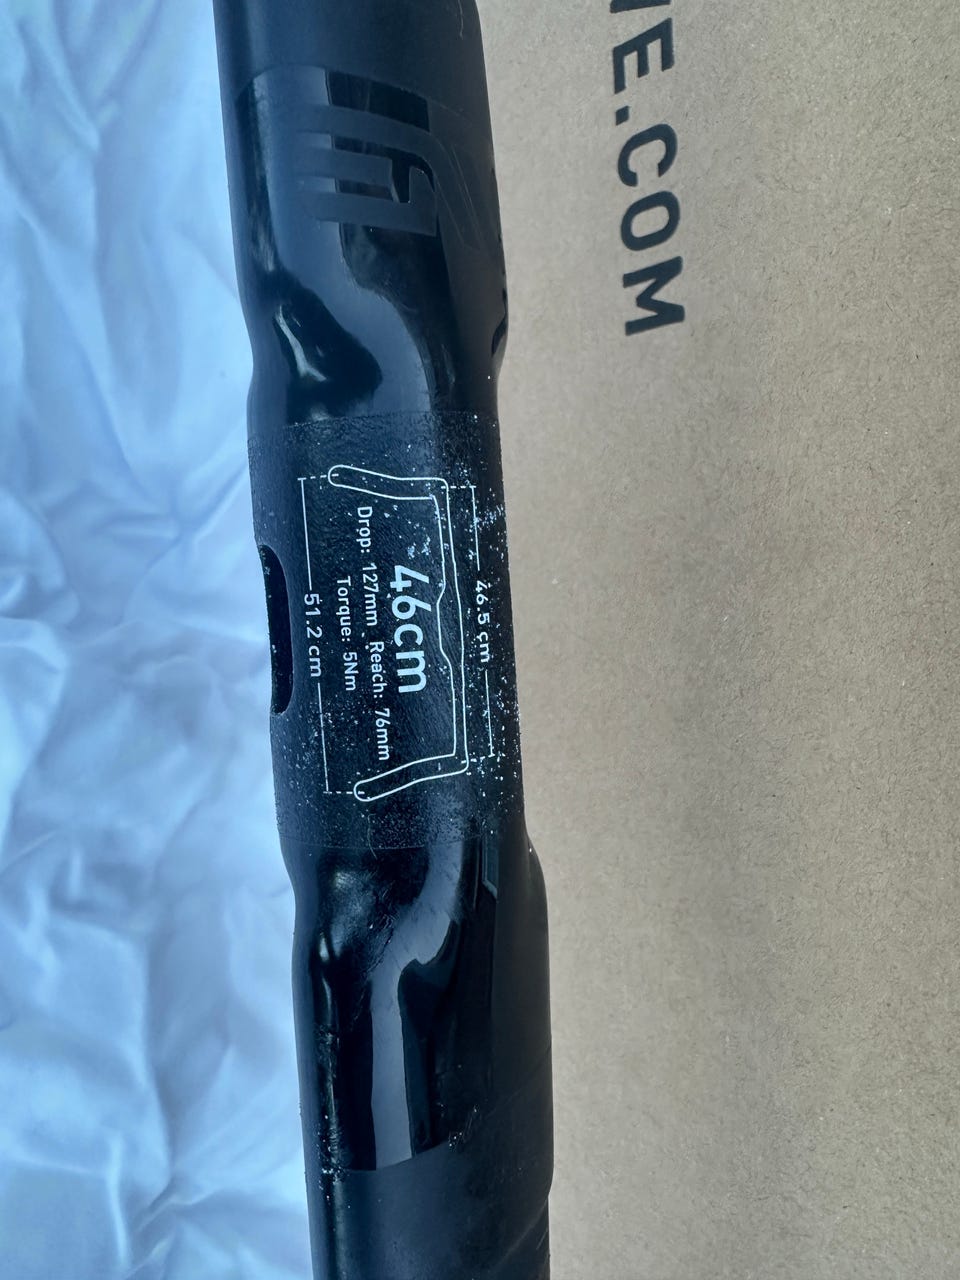 46.5 cm
46cm
Drop: 127mm Reach: 76mm
Torque: 5Nm
51.2 cm
.COM